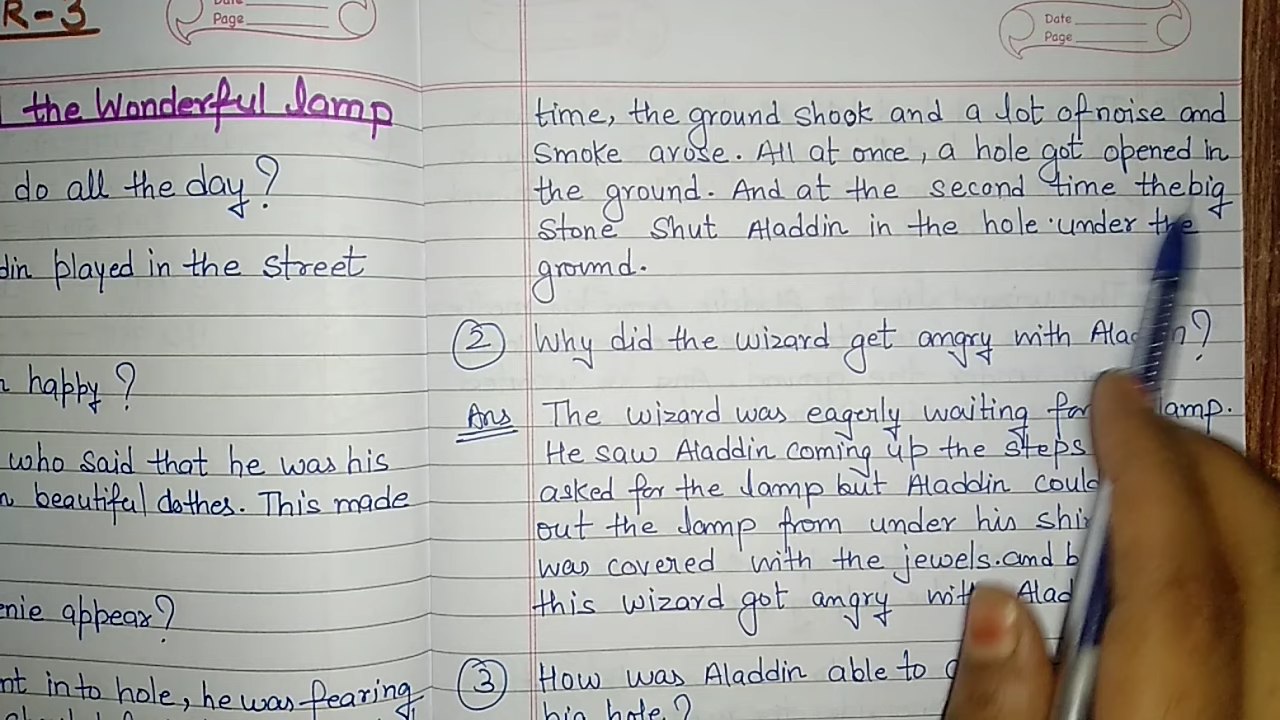 R-3
Date
Page
the Wonderful lamp
do all the day?
din played in the street
happy?
who said that he was his
beautiful clothes. This made
enie appear?
nt into hole, he was fearing
Date
Page
time, the ground shook and a lot of noise and
smoke arose. All at once, a hole got opened in
the ground. And at the second time the big
stone shut Aladdin in the hole under the
ground.
2 Why did the wizard get angry with Alad n?
Ans The wizard was eagerly waiting for lamp.
He saw Aladdin coming up the steps
asked for the lamp but Aladdin could
out the lamp from under his shi
was covered with the jewels. and b
this wizard got angry with Alad
3 How was Aladdin able to
big hole?